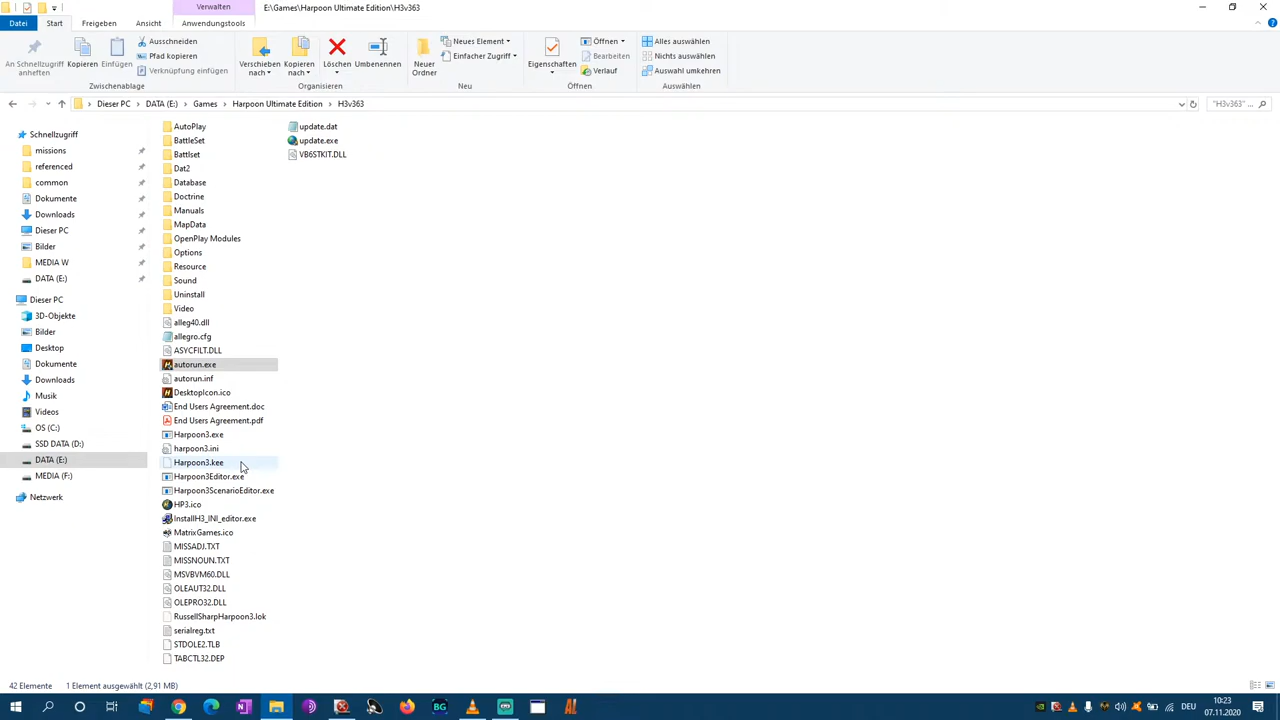 Verwalten
E:\Games\Harpoon Ultimate Edition\H3v363
Datei
Start
Freigeben
Ansicht
Anwendungstools
An Schnellzugriff
anheften
Kopieren
Einfügen
Ausschneiden
Pfad kopieren
Verknüpfung einfügen
Zwischenablage
Verschieben
nach
Kopieren
nach
Löschen
Umbenennen
Organisieren
Neuer
Ordner
Neues Element
Einfacher Zugriff
Neu
Eigenschaften
Öffnen
Bearbeiten
Verlauf
Öffnen
Alles auswählen
Nichts auswählen
Auswahl umkehren
Auswählen
Dieser PC
DATA (E:)
Games
Harpoon Ultimate Edition
H3v363
"H3v363" ...
Schnellzugriff
missions
referenced
common
Dokumente
Downloads
Dieser PC
Bilder
MEDIA W
DATA (E:)
Dieser PC
3D-Objekte
Bilder
Desktop
Dokumente
Downloads
Musik
Videos
OS (C:)
SSD DATA (D:)
DATA (E:)
MEDIA (F:)
Netzwerk
AutoPlay
BattleSet
Battlset
Dat2
Database
Doctrine
Manuals
MapData
OpenPlay Modules
Options
Resource
Sound
Uninstall
Video
alleg40.dll
allegro.cfg
ASYCFILT.DLL
autorun.exe
autorun.inf
DesktopIcon.ico
End Users Agreement.doc
End Users Agreement.pdf
Harpoon3.exe
harpoon3.ini
Harpoon3.kee
Harpoon3Editor.exe
Harpoon3ScenarioEditor.exe
HP3.ico
InstallH3_INI_editor.exe
MatrixGames.ico
MISSADJ.TXT
MISSNOUN.TXT
MSVBVM60.DLL
OLEAUT32.DLL
OLEPRO32.DLL
RussellSharpHarpoon3.lok
serialreg.txt
STDOLE2.TLB
TABCTL32.DEP
update.dat
update.exe
VB6STKIT.DLL
42 Elemente
1 Element ausgewählt (2,91 MB)
BG
DEU
10:23
07.11.2020